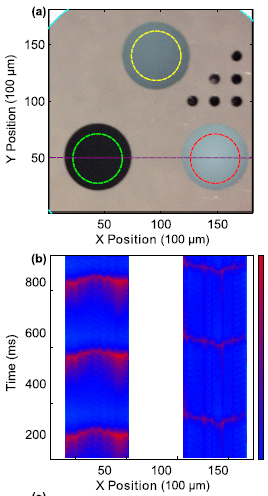 (a)
150
100
50
Y Position (100 µm)
50
100
150
X Position (100 µm)
(b)
800
600
400
200
Time (ms)
50
100
150
X Position (100 µm)